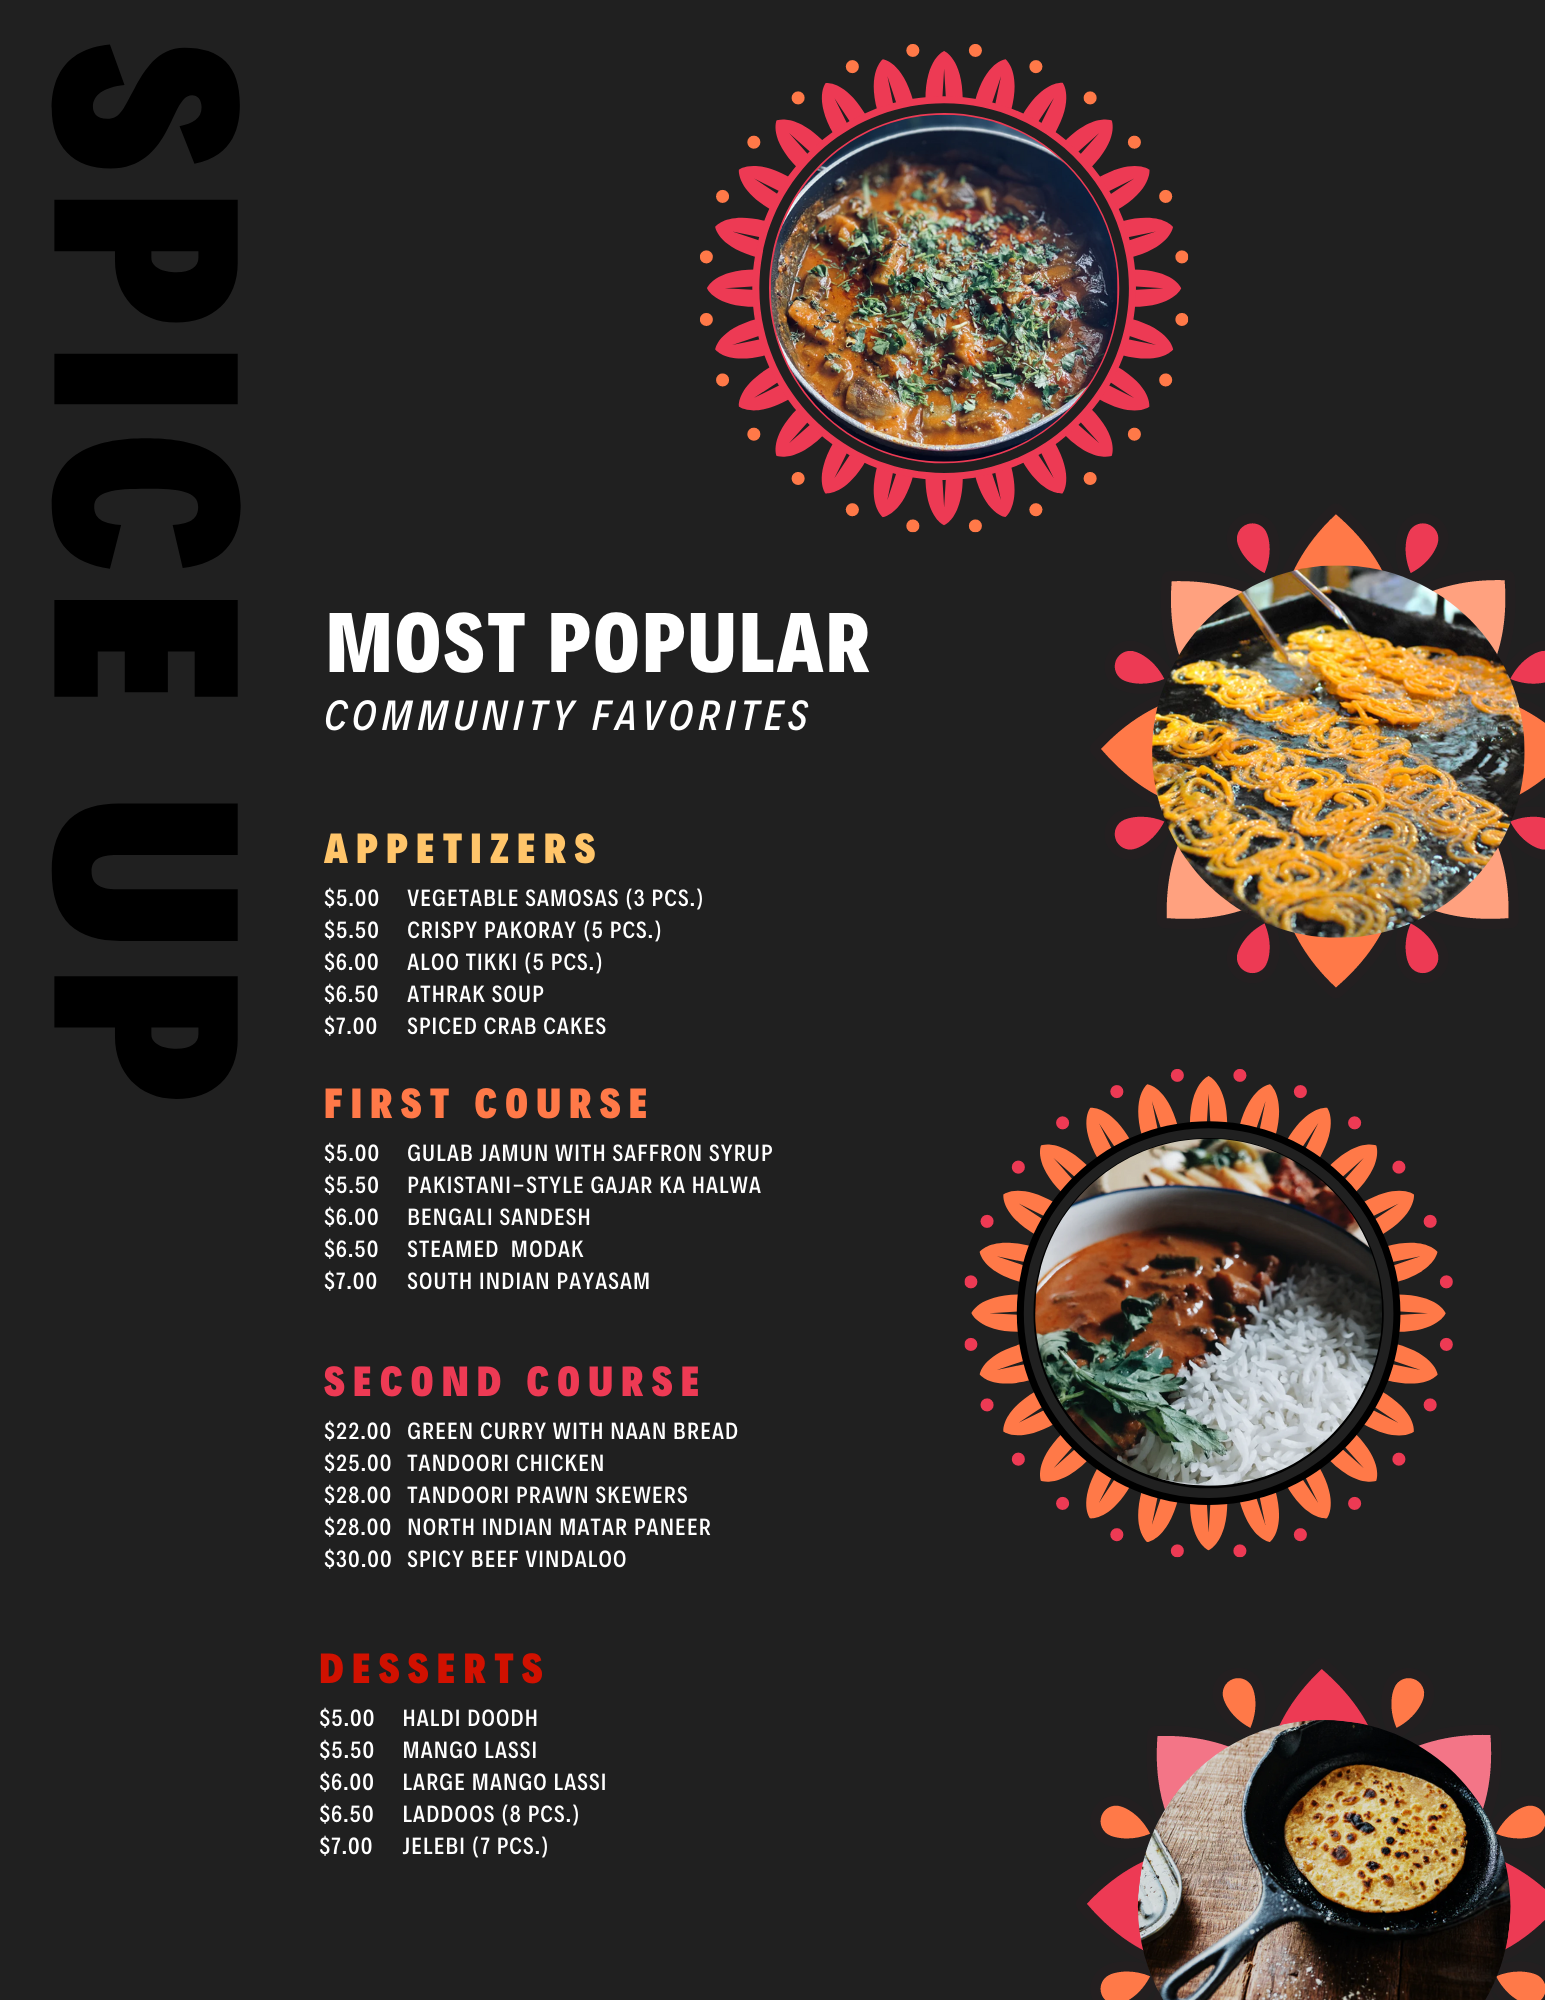 SPICE UP
MOST POPULAR
COMMUNITY FAVORITES
APPETIZERS
$5.00 VEGETABLE SAMOSAS (3 PCS.)
$5.50 CRISPY PAKORAY (5 PCS.)
$6.00 ALOO TIKKI (5 PCS.)
$6.50 ATHRAK SOUP
$7.00 SPICED CRAB CAKES
FIRST COURSE
$5.00 GULAB JAMUN WITH SAFFRON SYRUP
$5.50 PAKISTANI-STYLE GAJAR KA HALWA
$6.00 BENGALI SANDESH
$6.50 STEAMED MODAK
$7.00 SOUTH INDIAN PAYASAM
SECOND COURSE
$22.00 GREEN CURRY WITH NAAN BREAD
$25.00 TANDOORI CHICKEN
$28.00 TANDOORI PRAWN SKEWERS
$28.00 NORTH INDIAN MATAR PANEER
$30.00 SPICY BEEF VINDALOO
DESSERTS
$5.00 HALDI DOODH
$5.50 MANGO LASSI
$6.00 LARGE MANGO LASSI
$6.50 LADDOOS (8 PCS.)
$7.00 JELEBI (7 PCS.)